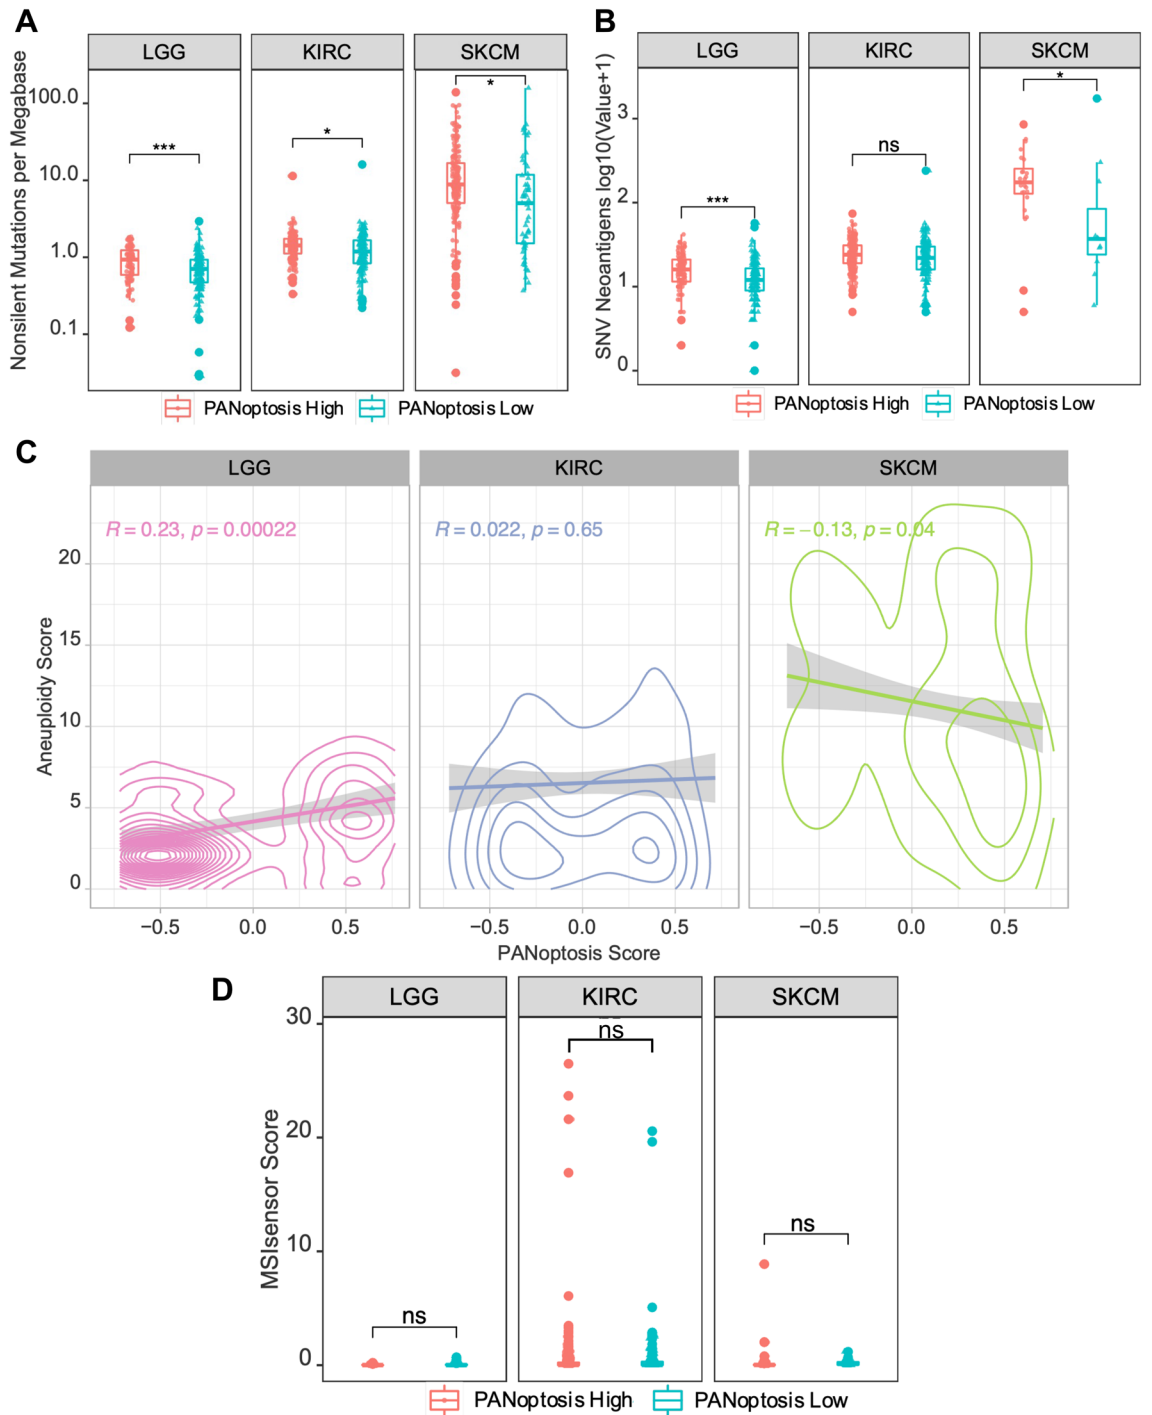 A
LGG KIRC SKCM
Nonsilent Mutations per Megabase
100.0
10.0
1.0
0.1
*** * *
PANoptosis High PANoptosis Low
B
LGG KIRC SKCM
SNV Neoantigens log10(Value+1)
3
2
1
0
*** ns *
PANoptosis High PANoptosis Low
C
LGG KIRC SKCM
R = 0.23, p = 0.00022 R = 0.022, p = 0.65 R = −0.13, p = 0.04
Aneuploidy Score
20
15
10
5
0
−0.5 0.0 0.5 −0.5 0.0 0.5 −0.5 0.0 0.5
PANoptosis Score
D
LGG KIRC SKCM
MSIsensor Score
30
20
10
0
ns ns ns
PANoptosis High PANoptosis Low